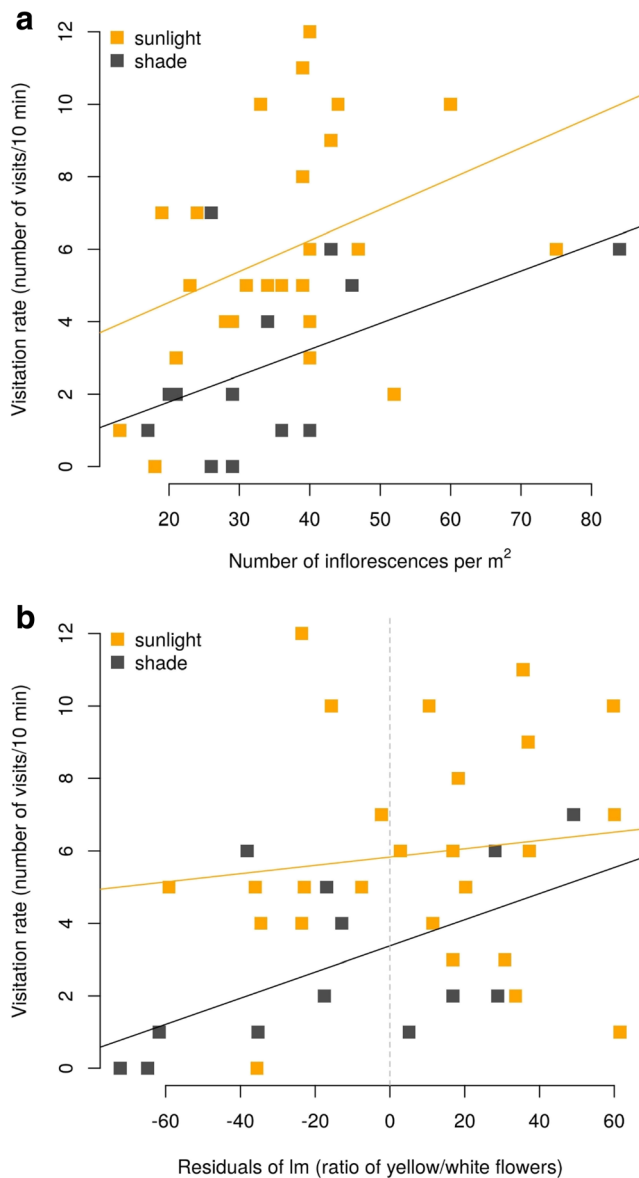 a
sunlight
shade
Visitation rate (number of visits/10 min)
12
10
8
6
4
2
0
20 30 40 50 60 70 80
Number of inflorescences per m²
b
sunlight
shade
Visitation rate (number of visits/10 min)
12
10
8
6
4
2
0
-60 -40 -20 0 20 40 60
Residuals of lm (ratio of yellow/white flowers)